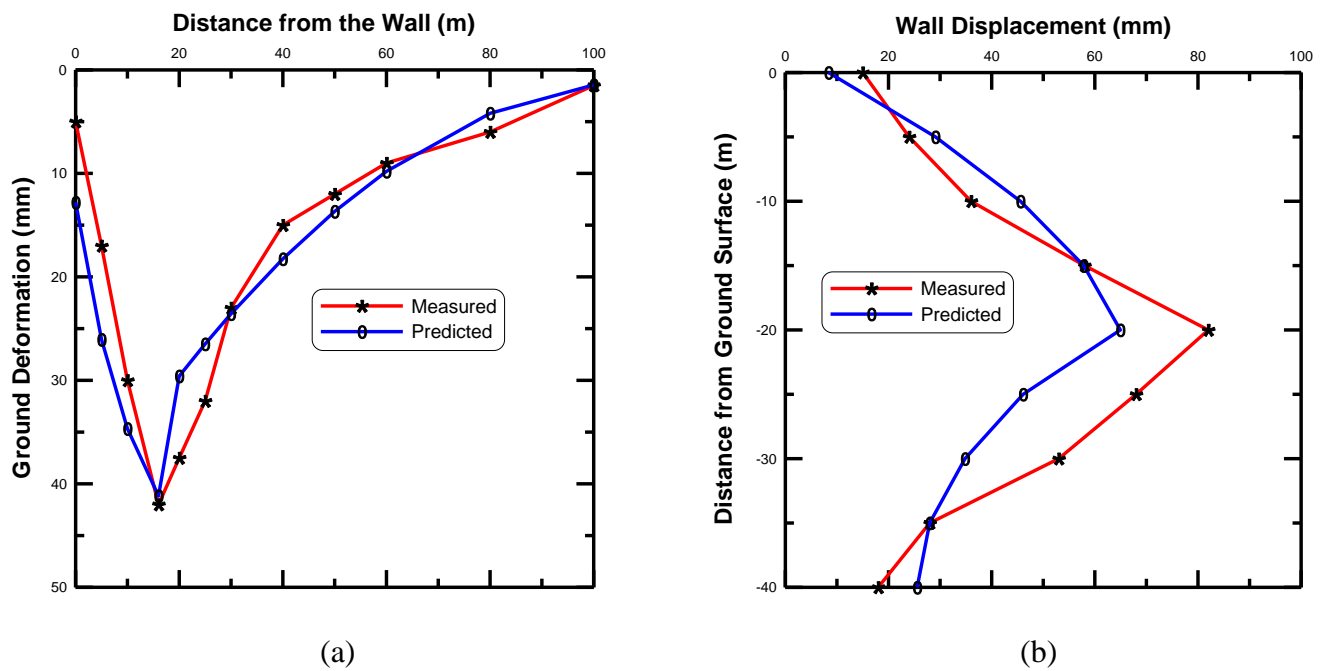 Distance from the Wall (m)
0 20 40 60 80 100
0
10
20
30
40
50
Ground Deformation (mm)
Measured
Predicted
(a)
Wall Displacement (mm)
0 20 40 60 80 100
0
-10
-20
-30
-40
Distance from Ground Surface (m)
Measured
Predicted
(b)